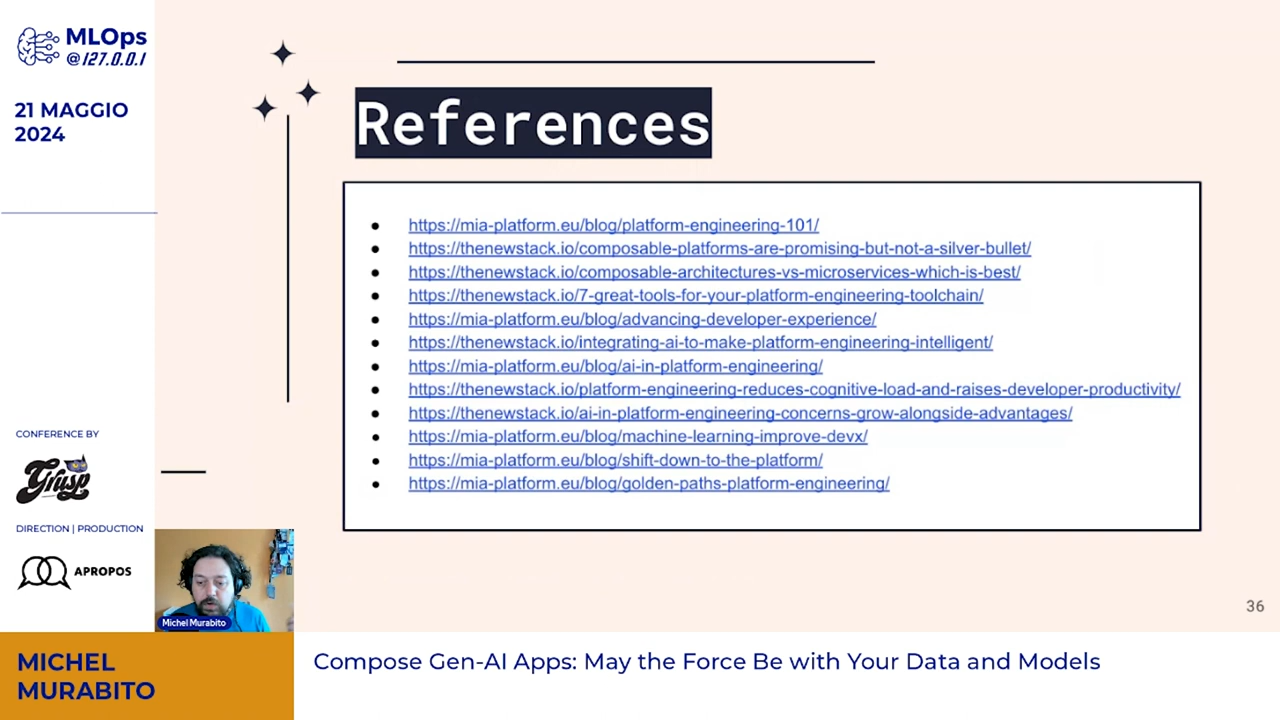 MLOps
@127.0.0.1
21 MAGGIO
2024
References
https://mia-platform.eu/blog/platform-engineering-101/
https://thenewstack.io/composable-platforms-are-promising-but-not-a-silver-bullet/
https://thenewstack.io/composable-architectures-vs-microservices-which-is-best/
https://thenewstack.io/7-great-tools-for-your-platform-engineering-toolchain/
https://mia-platform.eu/blog/advancing-developer-experience/
https://thenewstack.io/integrating-ai-to-make-platform-engineering-intelligent/
https://mia-platform.eu/blog/ai-in-platform-engineering/
https://thenewstack.io/platform-engineering-reduces-cognitive-load-and-raises-developer-productivity/
https://thenewstack.io/ai-in-platform-engineering-concerns-grow-alongside-advantages/
https://mia-platform.eu/blog/machine-learning-improve-devx/
https://mia-platform.eu/blog/shift-down-to-the-platform/
https://mia-platform.eu/blog/golden-paths-platform-engineering/
36
CONFERENCE BY
Grusp
DIRECTION | PRODUCTION
APROPOS
Michel Murabito
MICHEL
MURABITO
Compose Gen-AI Apps: May the Force Be with Your Data and Models